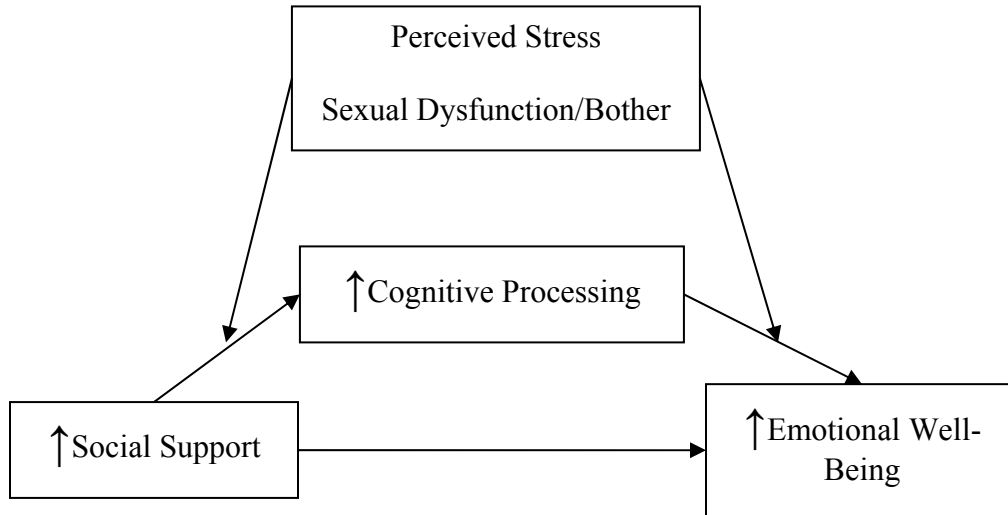 Perceived Stress
Sexual Dysfunction/Bother
↑Cognitive Processing
↑Social Support
↑Emotional Well-
Being